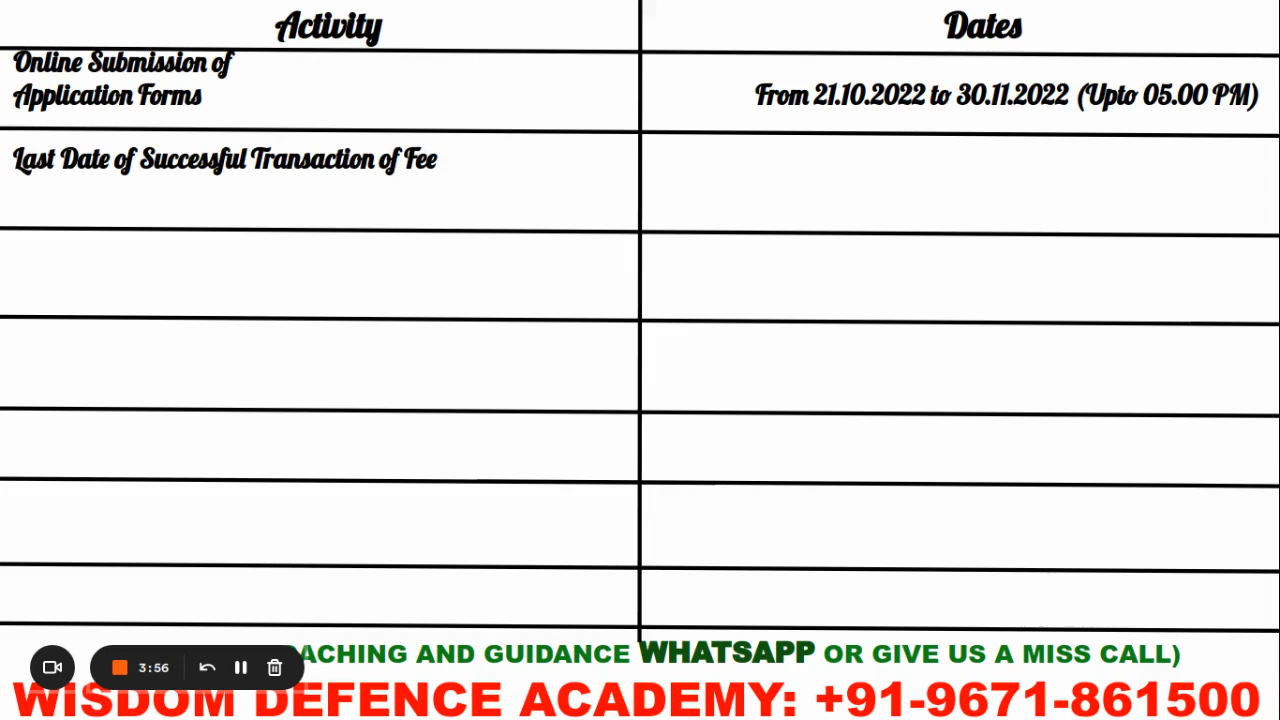 Activity
Dates
Online Submission of
Application Forms
From 21.10.2022 to 30.11.2022 (Upto 05.00 PM)
Last Date of Successful Transaction of Fee
AND GUIDANCE WHATSAPP OR GIVE US A MISS CALL)
3:56
WISDOM DEFENCE ACADEMY: +91-9671-861500